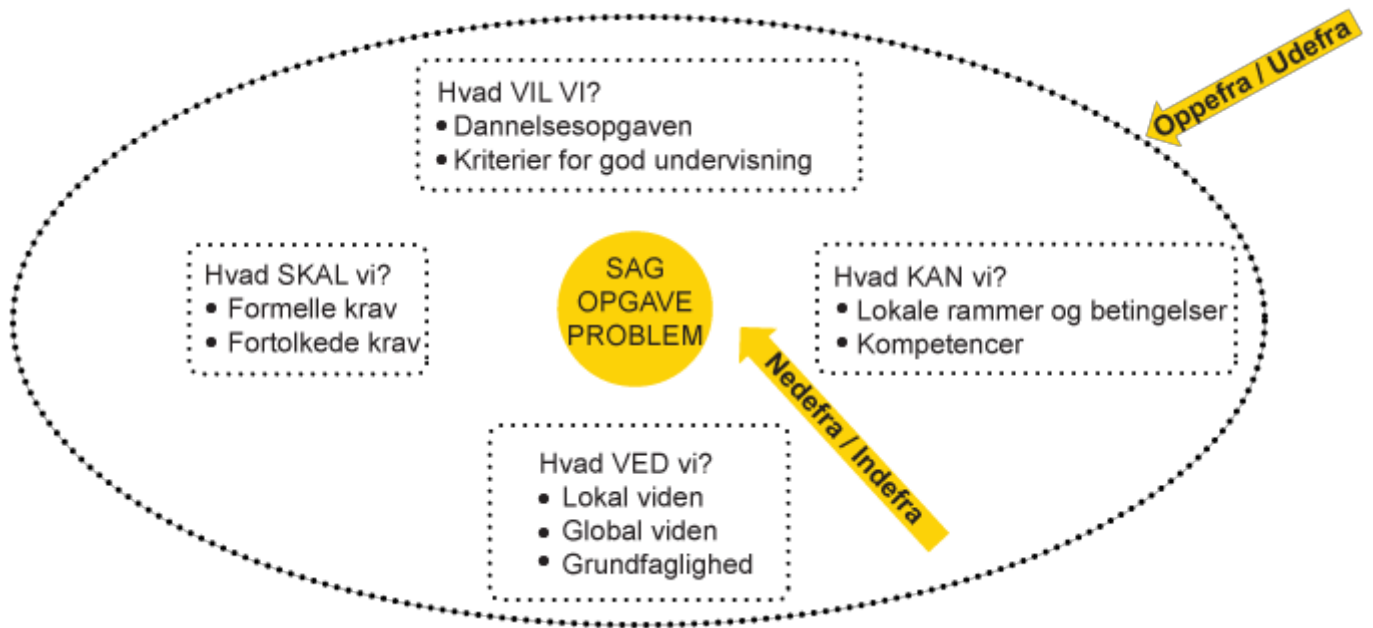 Oppefra / Udefra
Hvad VIL VI?
• Dannelsesopgaven
• Kriterier for god undervisning
Hvad SKAL vi?
• Formelle krav
• Fortolkede krav
SAG
OPGAVE
PROBLEM
Hvad KAN vi?
• Lokale rammer og betingelser
• Kompetencer
Nedefra / Indefra
Hvad VED vi?
• Lokal viden
• Global viden
• Grundfaglighed